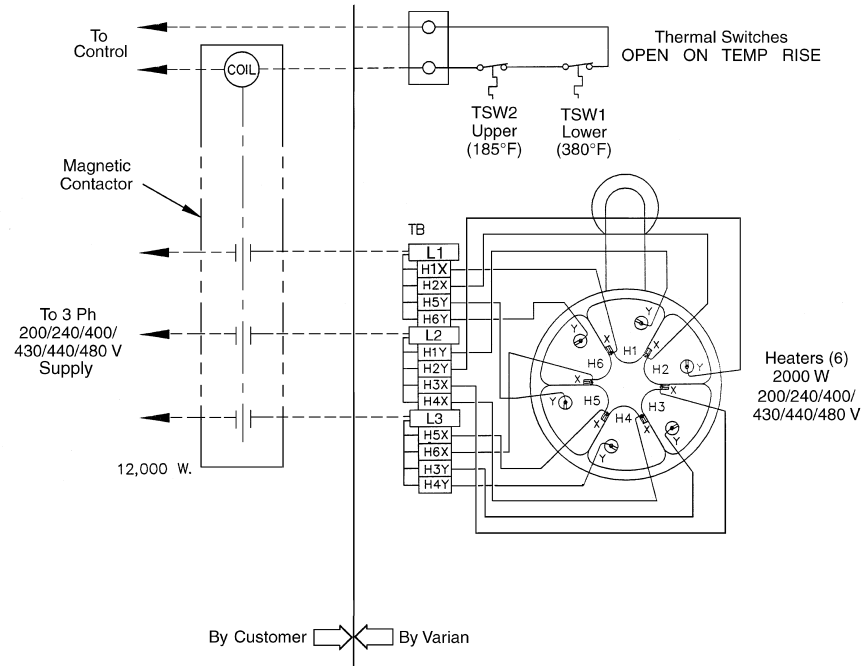 To
Control
COIL
Thermal Switches
OPEN ON TEMP RISE
TSW2
Upper
(185°F)
TSW1
Lower
(380°F)
Magnetic
Contactor
TB
L1
H1X
H2X
H5Y
H6Y
L2
H1Y
H2Y
H3X
H4X
L3
H5X
H6X
H3Y
H4Y
To 3 Ph
200/240/400/
430/440/480 V
Supply
12,000 W.
Y
Y
X
X
H1
H6
H2
Y
X
X
Y
H5
H4
H3
X
X
Y
Y
Heaters (6)
2000 W
200/240/400/
430/440/480 V
By Customer
By Varian